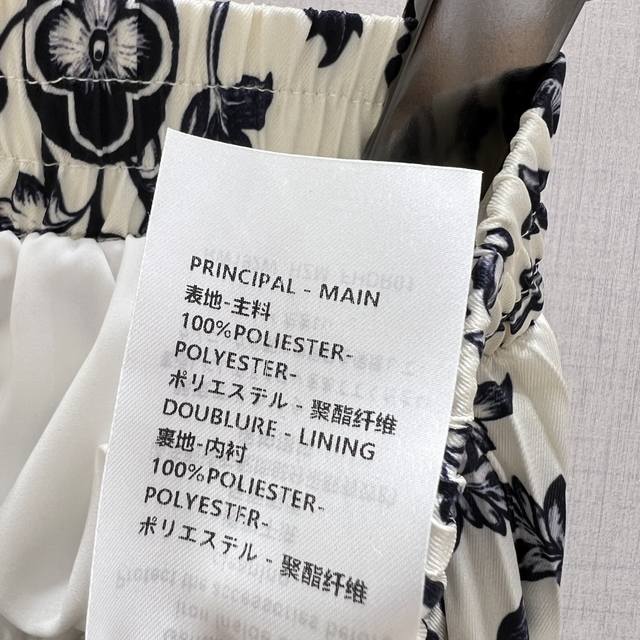 PRINCIPAL - MAIN
表地-主料
100%POLIESTER-
POLYESTER-
ポリエステル - 聚酯纤维
DOUBLURE - LINING
裏地-内衬
100%POLIESTER-
POLYESTER-
ポリエステル - 聚酯纤维